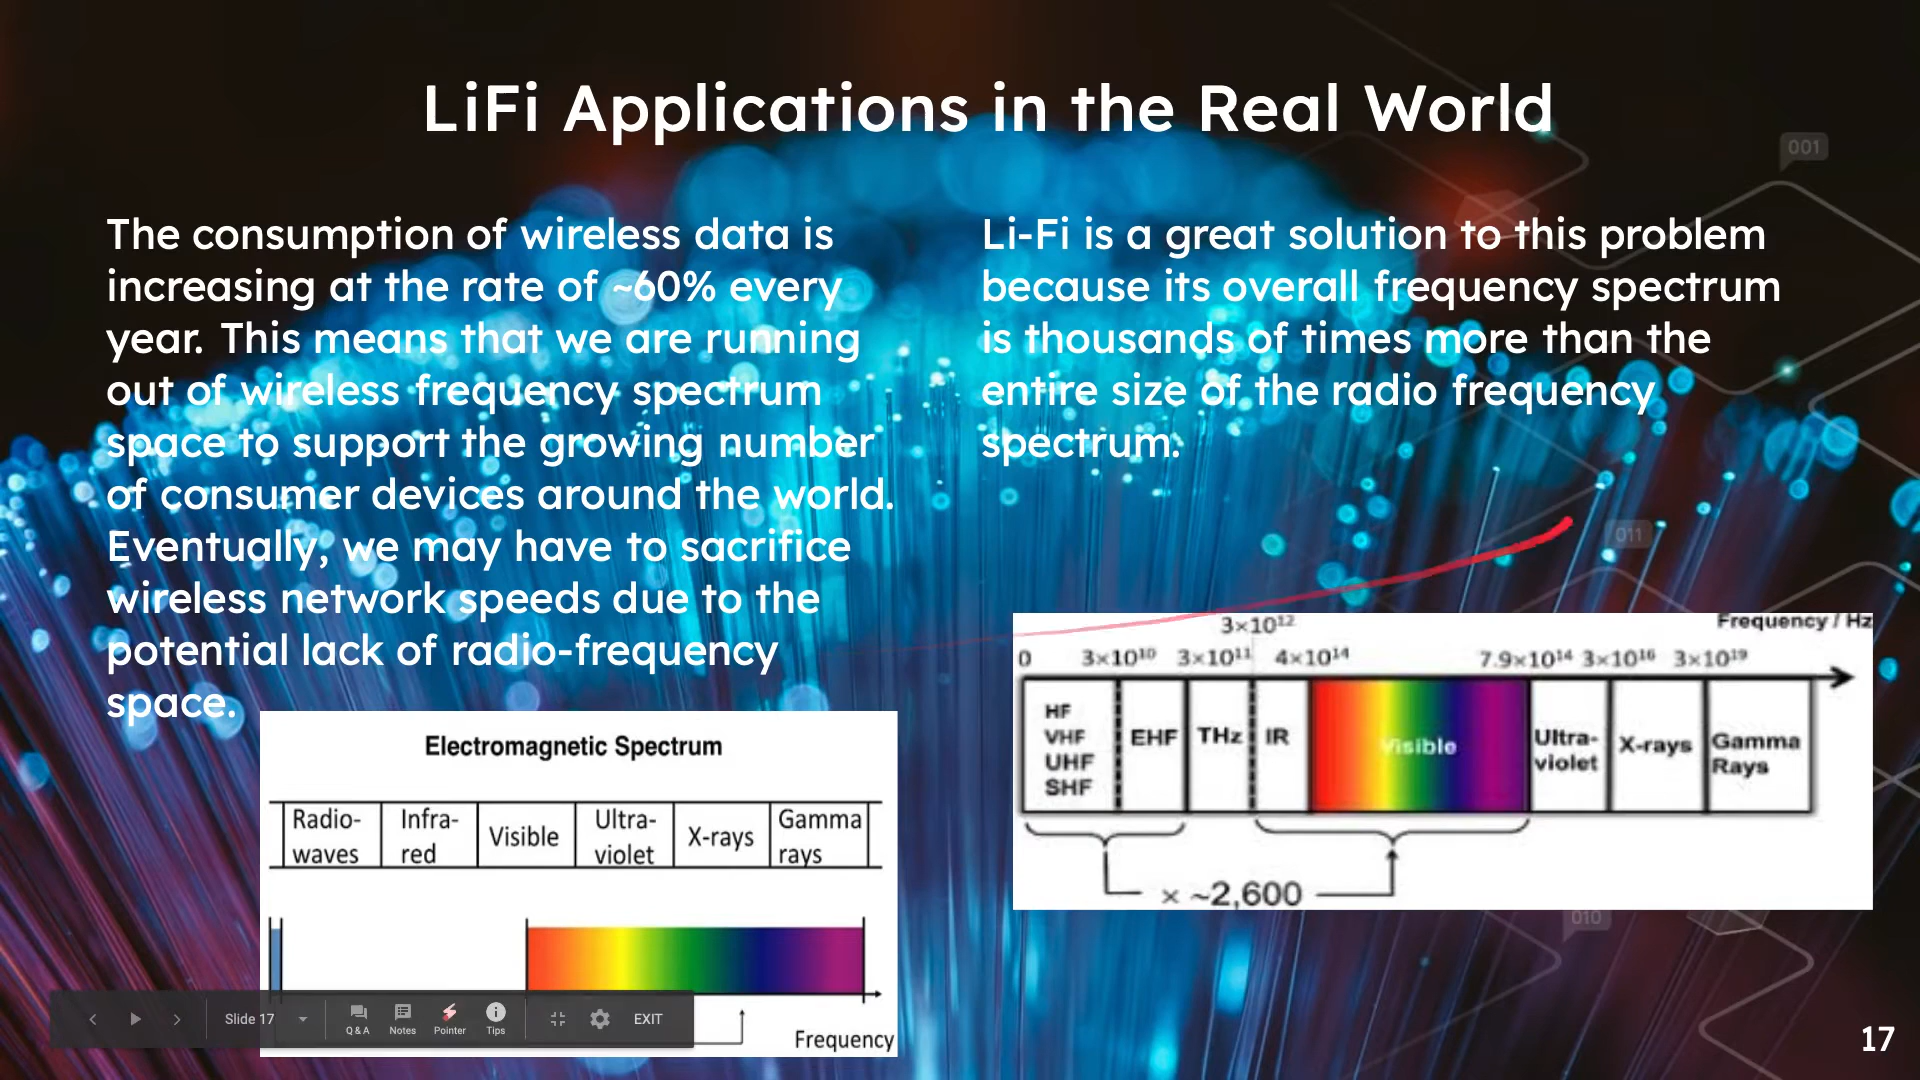 LiFi Applications in the Real World
001
The consumption of wireless data is
increasing at the rate of ~60% every
year. This means that we are running
out of wireless frequency spectrum
space to support the growing number
of consumer devices around the world.
Eventually, we may have to sacrifice
wireless network speeds due to the
potential lack of radio-frequency
space.
Li-Fi is a great solution to this problem
because its overall frequency spectrum
is thousands of times more than the
entire size of the radio frequency
spectrum.
011
Electromagnetic Spectrum
Radio-
waves
Infra-
red
Visible
Ultra-
violet
X-rays
Gamma
rays
Frequency
Frequency / Hz
3×10¹²
0 3×10¹⁰ 3×10¹¹ 4×10¹⁴ 7.9×10¹⁴ 3×10¹⁶ 3×10¹⁹
HF
VHF
UHF
SHF
EHF
THz
IR
Visible
Ultra-
violet
X-rays
Gamma
Rays
× ~2,600
010
Slide 17
Q & A
Notes
Pointer
Tips
EXIT
17